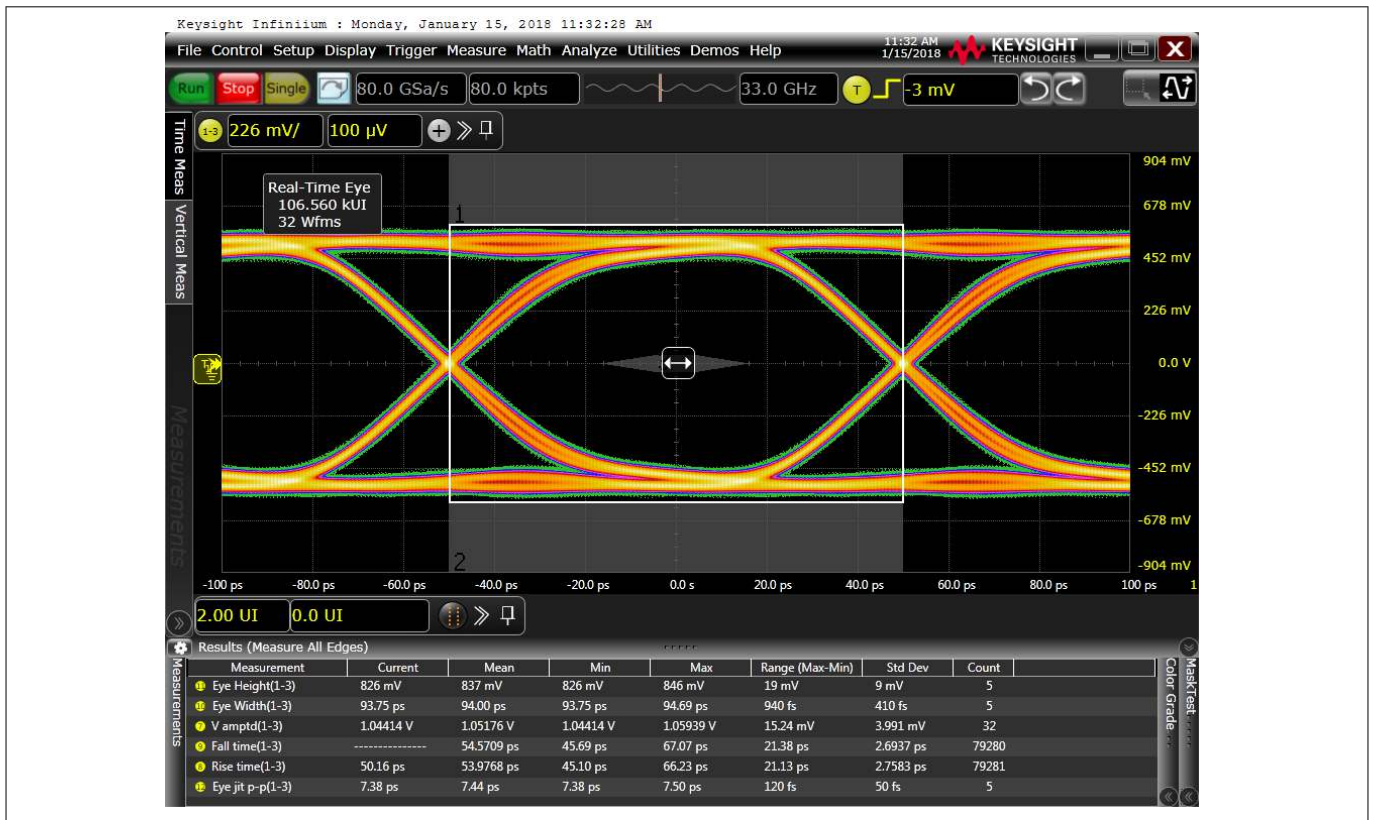 Keysight Infiniium : Monday, January 15, 2018 11:32:28 AM
File Control Setup Display Trigger Measure Math Analyze Utilities Demos Help
11:32 AM
1/15/2018
KEYSIGHT
TECHNOLOGIES
X
Run Stop Single 80.0 GSa/s 80.0 kpts 33.0 GHz T -3 mV
Time Meas
Vertical Meas
Measurements
1-3 226 mV/ 100 µV
Real-Time Eye
106.560 kUI
32 Wfms
1
2
904 mV
678 mV
452 mV
226 mV
0.0 V
-226 mV
-452 mV
-678 mV
-904 mV
-100 ps -80.0 ps -60.0 ps -40.0 ps -20.0 ps 0.0 s 20.0 ps 40.0 ps 60.0 ps 80.0 ps 100 ps 1
2.00 UI 0.0 UI
Results (Measure All Edges)
Measurement Current Mean Min Max Range (Max-Min) Std Dev Count
11 Eye Height(1-3) 826 mV 837 mV 826 mV 846 mV 19 mV 9 mV 5
10 Eye Width(1-3) 93.75 ps 94.00 ps 93.75 ps 94.69 ps 940 fs 410 fs 5
7 V amptd(1-3) 1.04414 V 1.05176 V 1.04414 V 1.05939 V 15.24 mV 3.991 mV 32
9 Fall time(1-3) --------------- 54.5709 ps 45.69 ps 67.07 ps 21.38 ps 2.6937 ps 79280
8 Rise time(1-3) 50.16 ps 53.9768 ps 45.10 ps 66.23 ps 21.13 ps 2.7583 ps 79281
12 Eye jit p-p(1-3) 7.38 ps 7.44 ps 7.38 ps 7.50 ps 120 fs 50 fs 5
Measurements
Color Grade...
MaskTest...